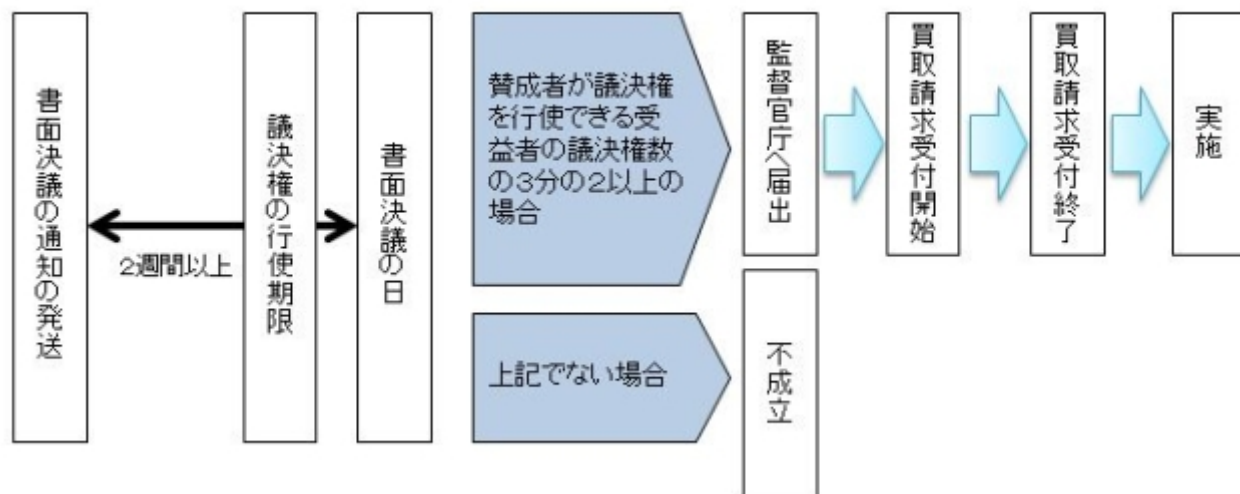 書面決議の通知の発送
2週間以上
議決権の行使期限
書面決議の日
賛成者が議決権
を行使できる受
益者の議決権数
の3分の2以上の
場合
監督官庁へ届出
買取請求受付開始
買取請求受付終了
実施
上記でない場合
不成立